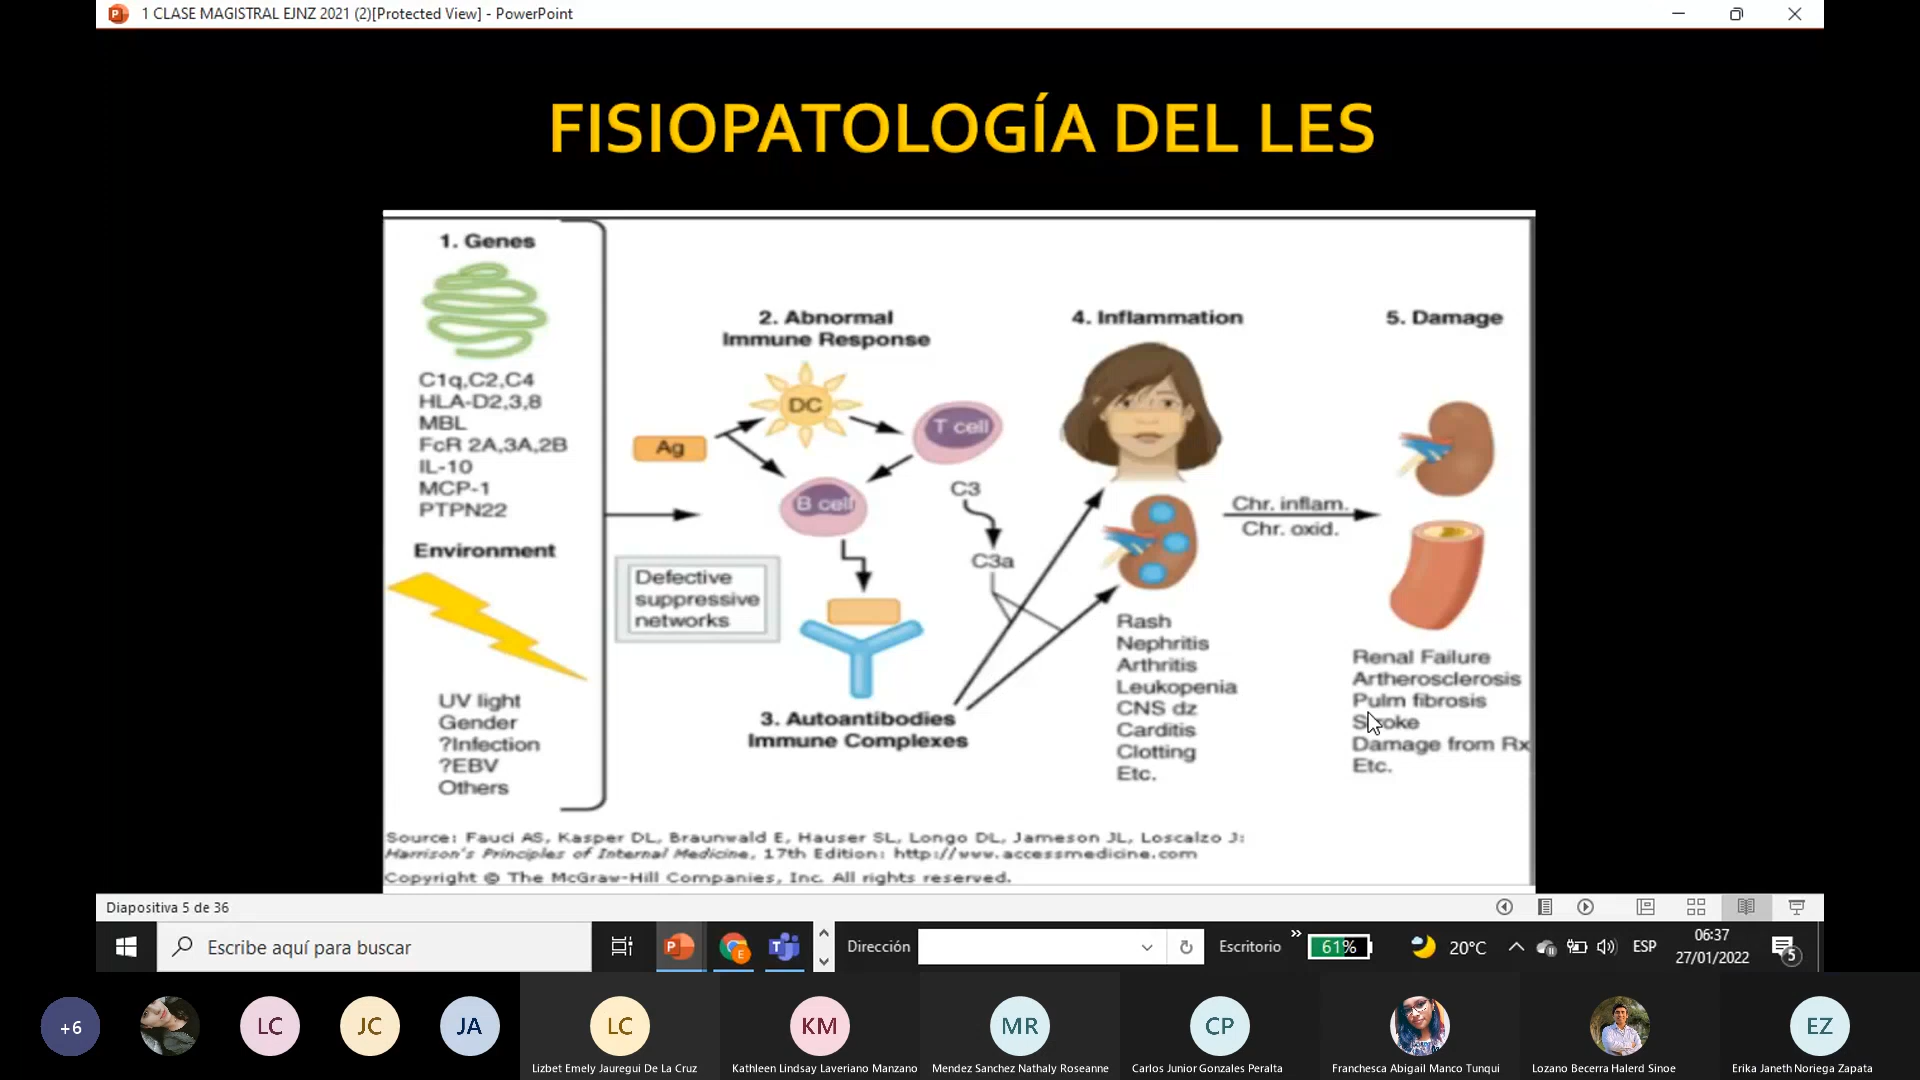 1 CLASE MAGISTRAL EJNZ 2021 (2)[Protected View] - PowerPoint
FISIOPATOLOGÍA DEL LES
1. Genes
C1q,C2,C4
HLA-D2,3,8
MBL
FcR 2A,3A,2B
IL-10
MCP-1
PTPN22
Environment
UV light
Gender
?Infection
?EBV
Others
2. Abnormal
Immune Response
DC
Ag
T cell
B cell
C3
C3a
Defective
suppressive
networks
3. Autoantibodies
Immune Complexes
4. Inflammation
Rash
Nephritis
Arthritis
Leukopenia
CNS dz
Carditis
Clotting
Etc.
Chr. inflam.
Chr. oxid.
5. Damage
Renal Failure
Artherosclerosis
Pulm fibrosis
Stroke
Damage from Rx
Etc.
Source: Fauci AS, Kasper DL, Braunwald E, Hauser SL, Longo DL, Jameson JL, Loscalzo J:
Harrison's Principles of Internal Medicine, 17th Edition: http://www.accessmedicine.com
Copyright © The McGraw-Hill Companies, Inc. All rights reserved.
Diapositiva 5 de 36
Escribe aquí para buscar
Dirección
Escritorio
61%
20°C
ESP
06:37
27/01/2022
5
+6
LC
JC
JA
LC
KM
MR
CP
EZ
Lizbet Emely Jauregui De La Cruz
Kathleen Lindsay Laveriano Manzano
Mendez Sanchez Nathaly Roseanne
Carlos Junior Gonzales Peralta
Franchesca Abigail Manco Tunqui
Lozano Becerra Halerd Sinoe
Erika Janeth Noriega Zapata